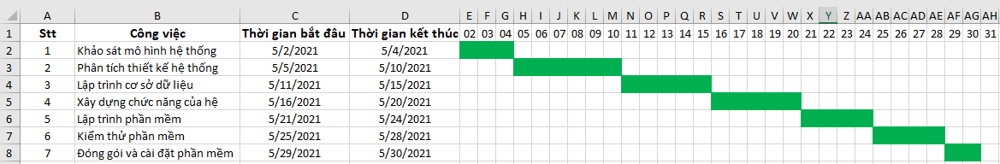 A B C D E F G H I J K L M N O P Q R S T U V W X Y Z AA AB AC AD AE AF AG AH
1 Stt Công việc Thời gian bắt đâu Thời gian kết thúc 02 03 04 05 06 07 08 09 10 11 12 13 14 15 16 17 18 19 20 21 22 23 24 25 26 27 28 29 30 31
2 1 Khảo sát mô hình hệ thống 5/2/2021 5/4/2021
3 2 Phân tích thiết kế hệ thống 5/5/2021 5/10/2021
4 3 Lập trình cơ sở dữ liệu 5/11/2021 5/15/2021
5 4 Xây dựng chức năng của hệ 5/16/2021 5/20/2021
6 5 Lập trình phần mềm 5/21/2021 5/24/2021
7 6 Kiểm thử phần mềm 5/25/2021 5/28/2021
8 7 Đóng gói và cài đặt phần mềm 5/29/2021 5/30/2021